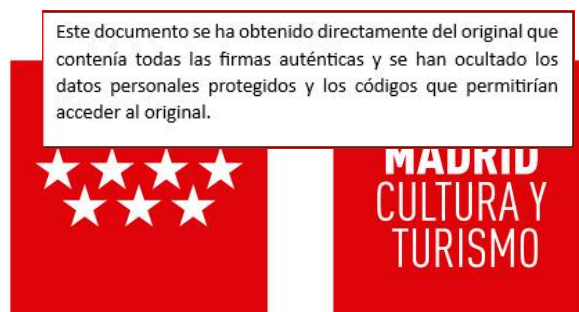 Este documento se ha obtenido directamente del original que
contenía todas las firmas auténticas y se han ocultado los
datos personales protegidos y los códigos que permitirían
acceder al original.
MADRID
CULTURA Y
TURISMO